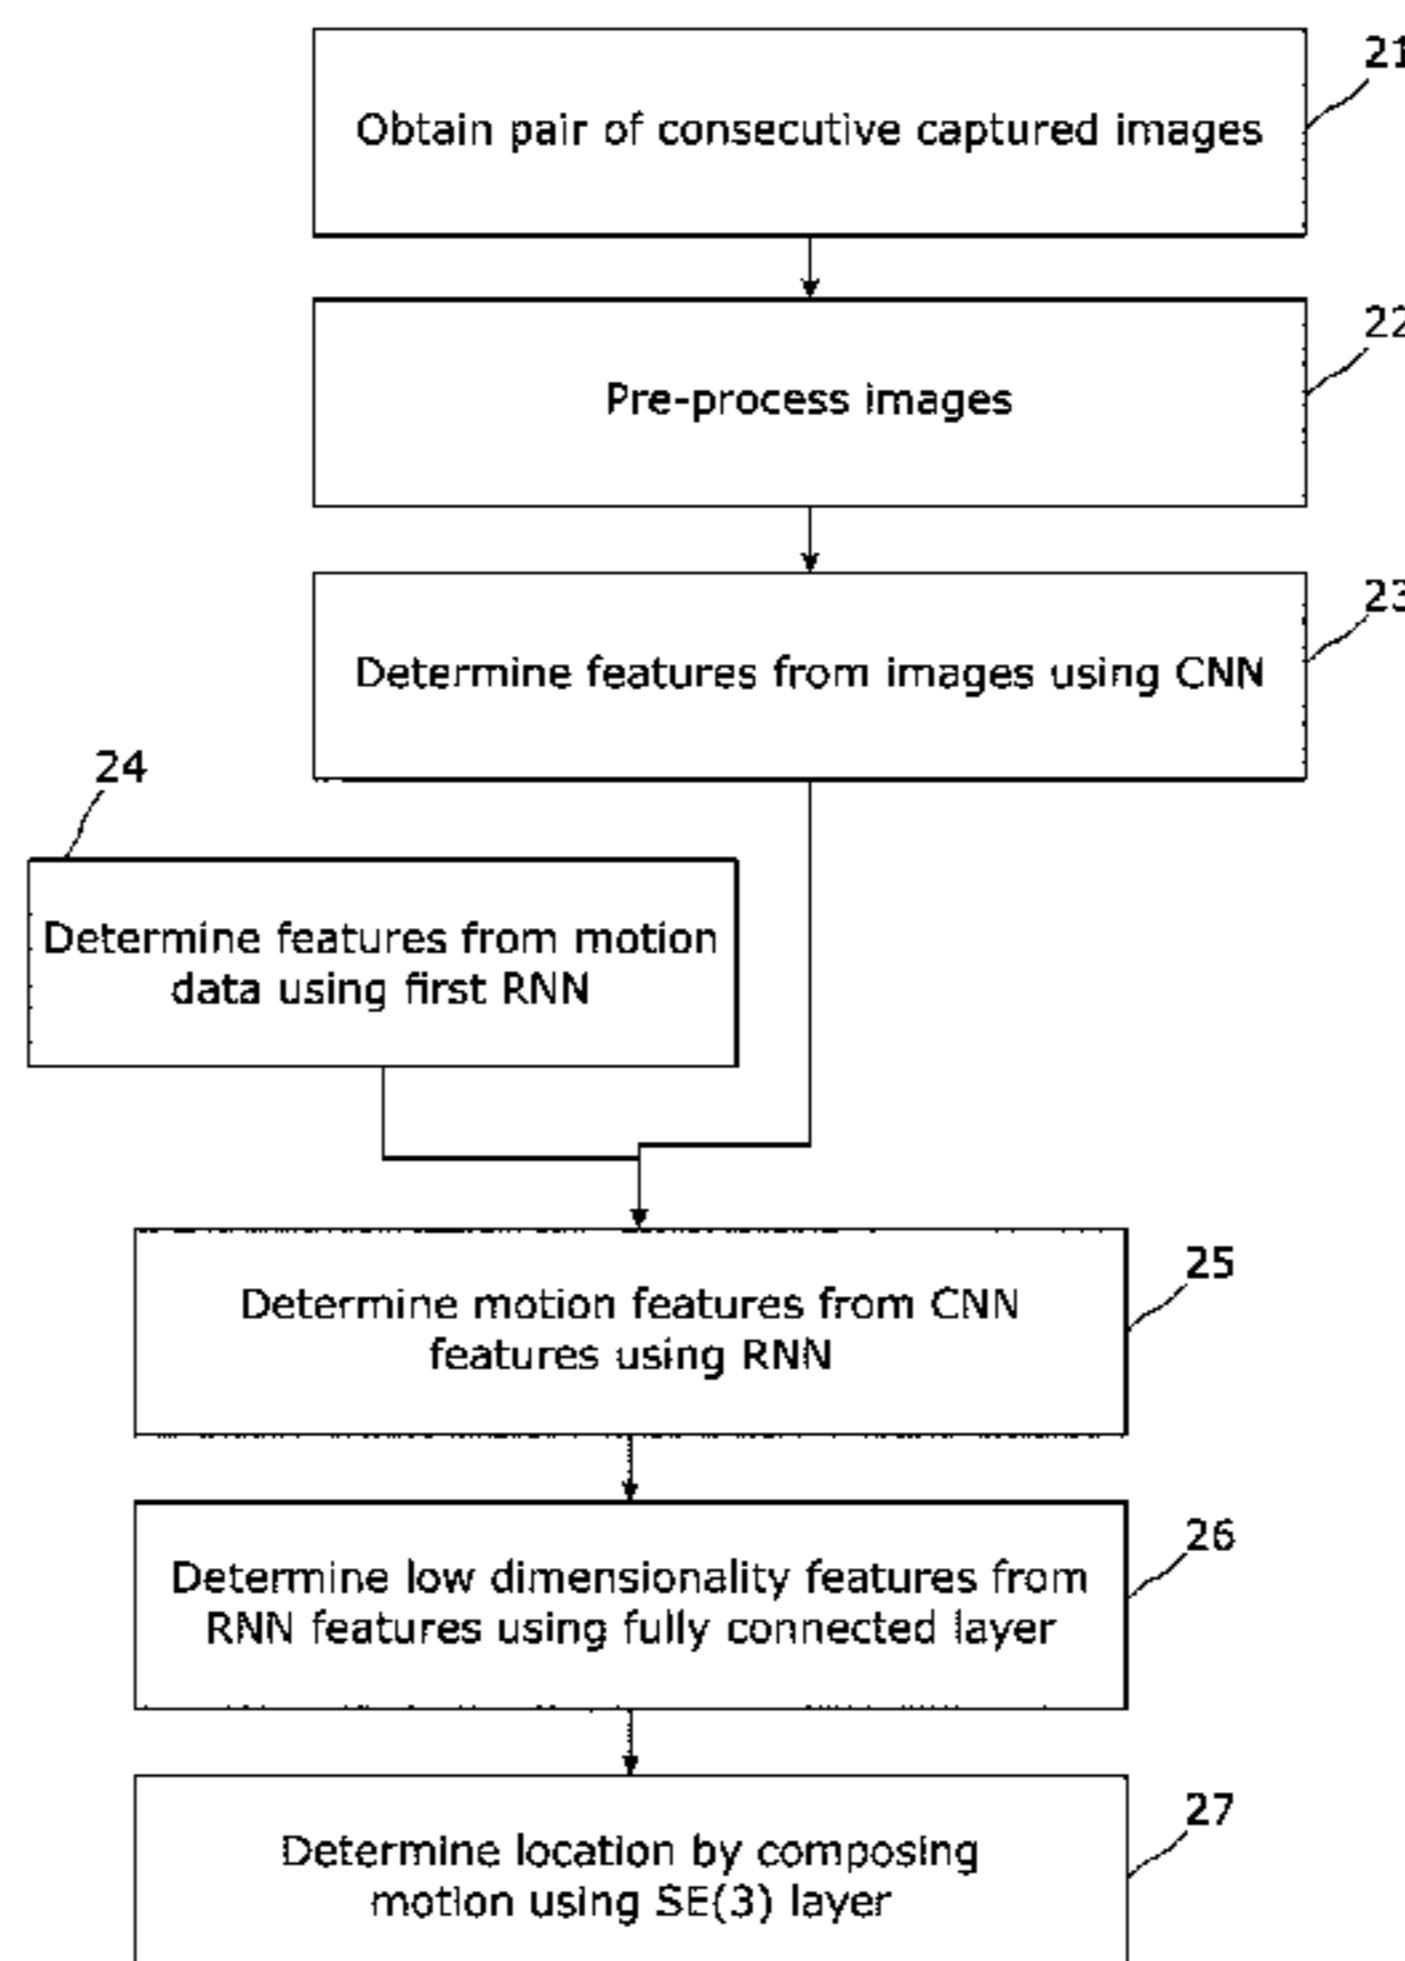 21
Obtain pair of consecutive captured images
22
Pre-process images
23
Determine features from images using CNN
24
Determine features from motion
data using first RNN
25
Determine motion features from CNN
features using RNN
26
Determine low dimensionality features from
RNN features using fully connected layer
27
Determine location by composing
motion using SE(3) layer